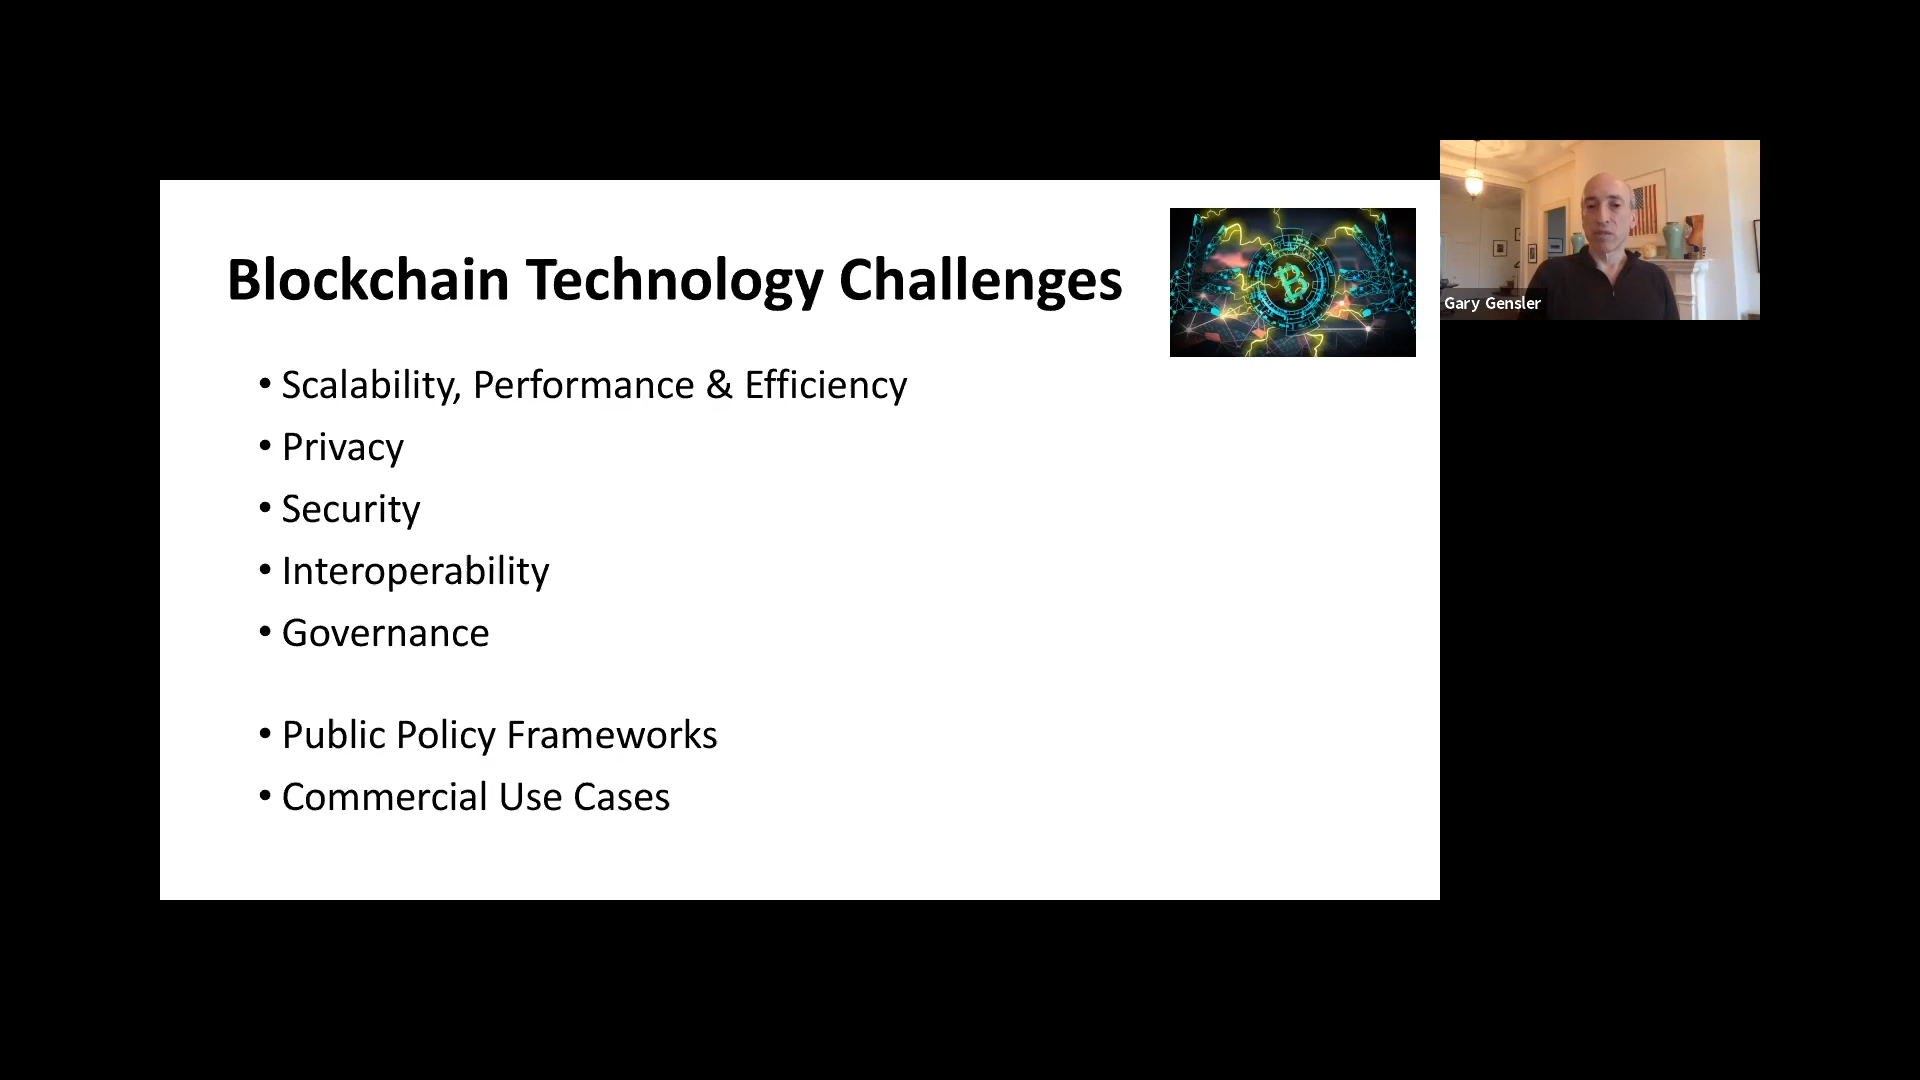 Blockchain Technology Challenges
• Scalability, Performance & Efficiency
• Privacy
• Security
• Interoperability
• Governance
• Public Policy Frameworks
• Commercial Use Cases
Gary Gensler